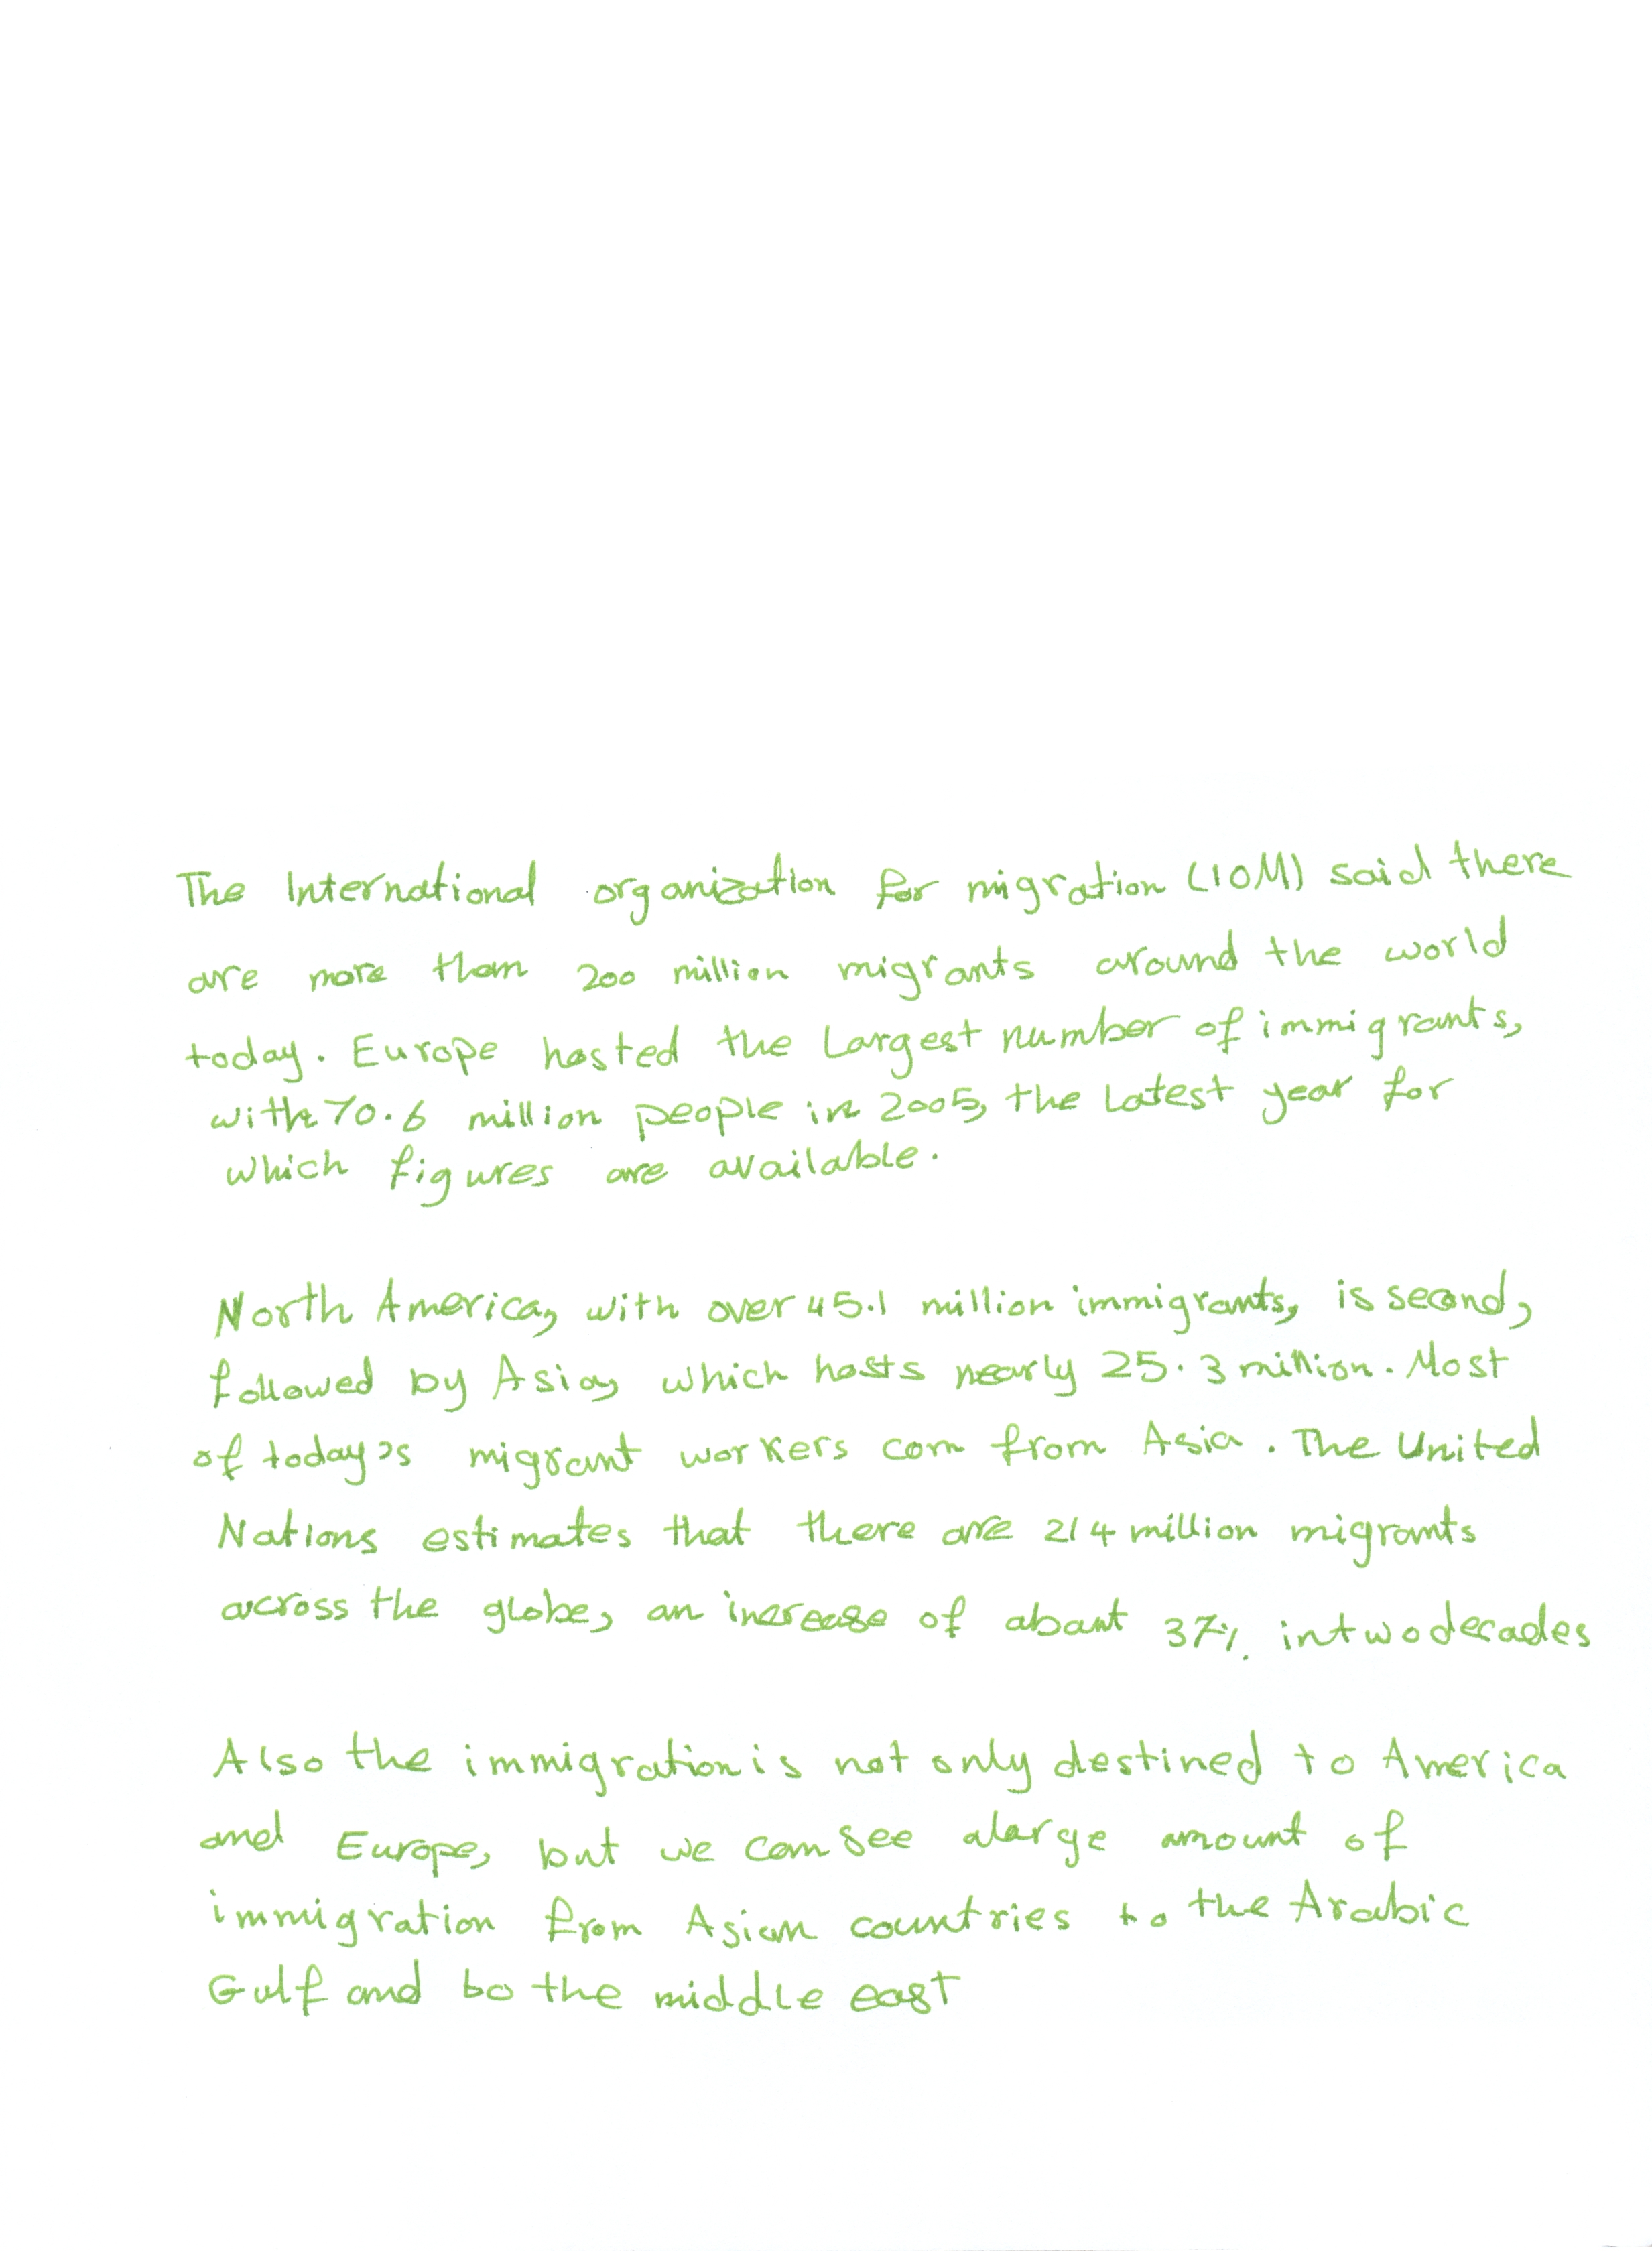 The International organization for migration (IOM) said there
are more than 200 million migrants around the world
today. Europe hosted the Largest number of immigrants,
with 70.6 million people in 2005, the latest year for
which figures are available.
North America, with over 45.1 million immigrants, is second,
followed by Asia, which hosts nearly 25.3 million. Most
of today's migrant workers com from Asia. The United
Nations estimates that there are 214 million migrants
across the globe, an increase of about 37% in two decades
Also the immigration is not only destined to America
and Europe, but we can see alarge amount of
immigration from Asian countries to the Arabic
Gulf and to the middle east